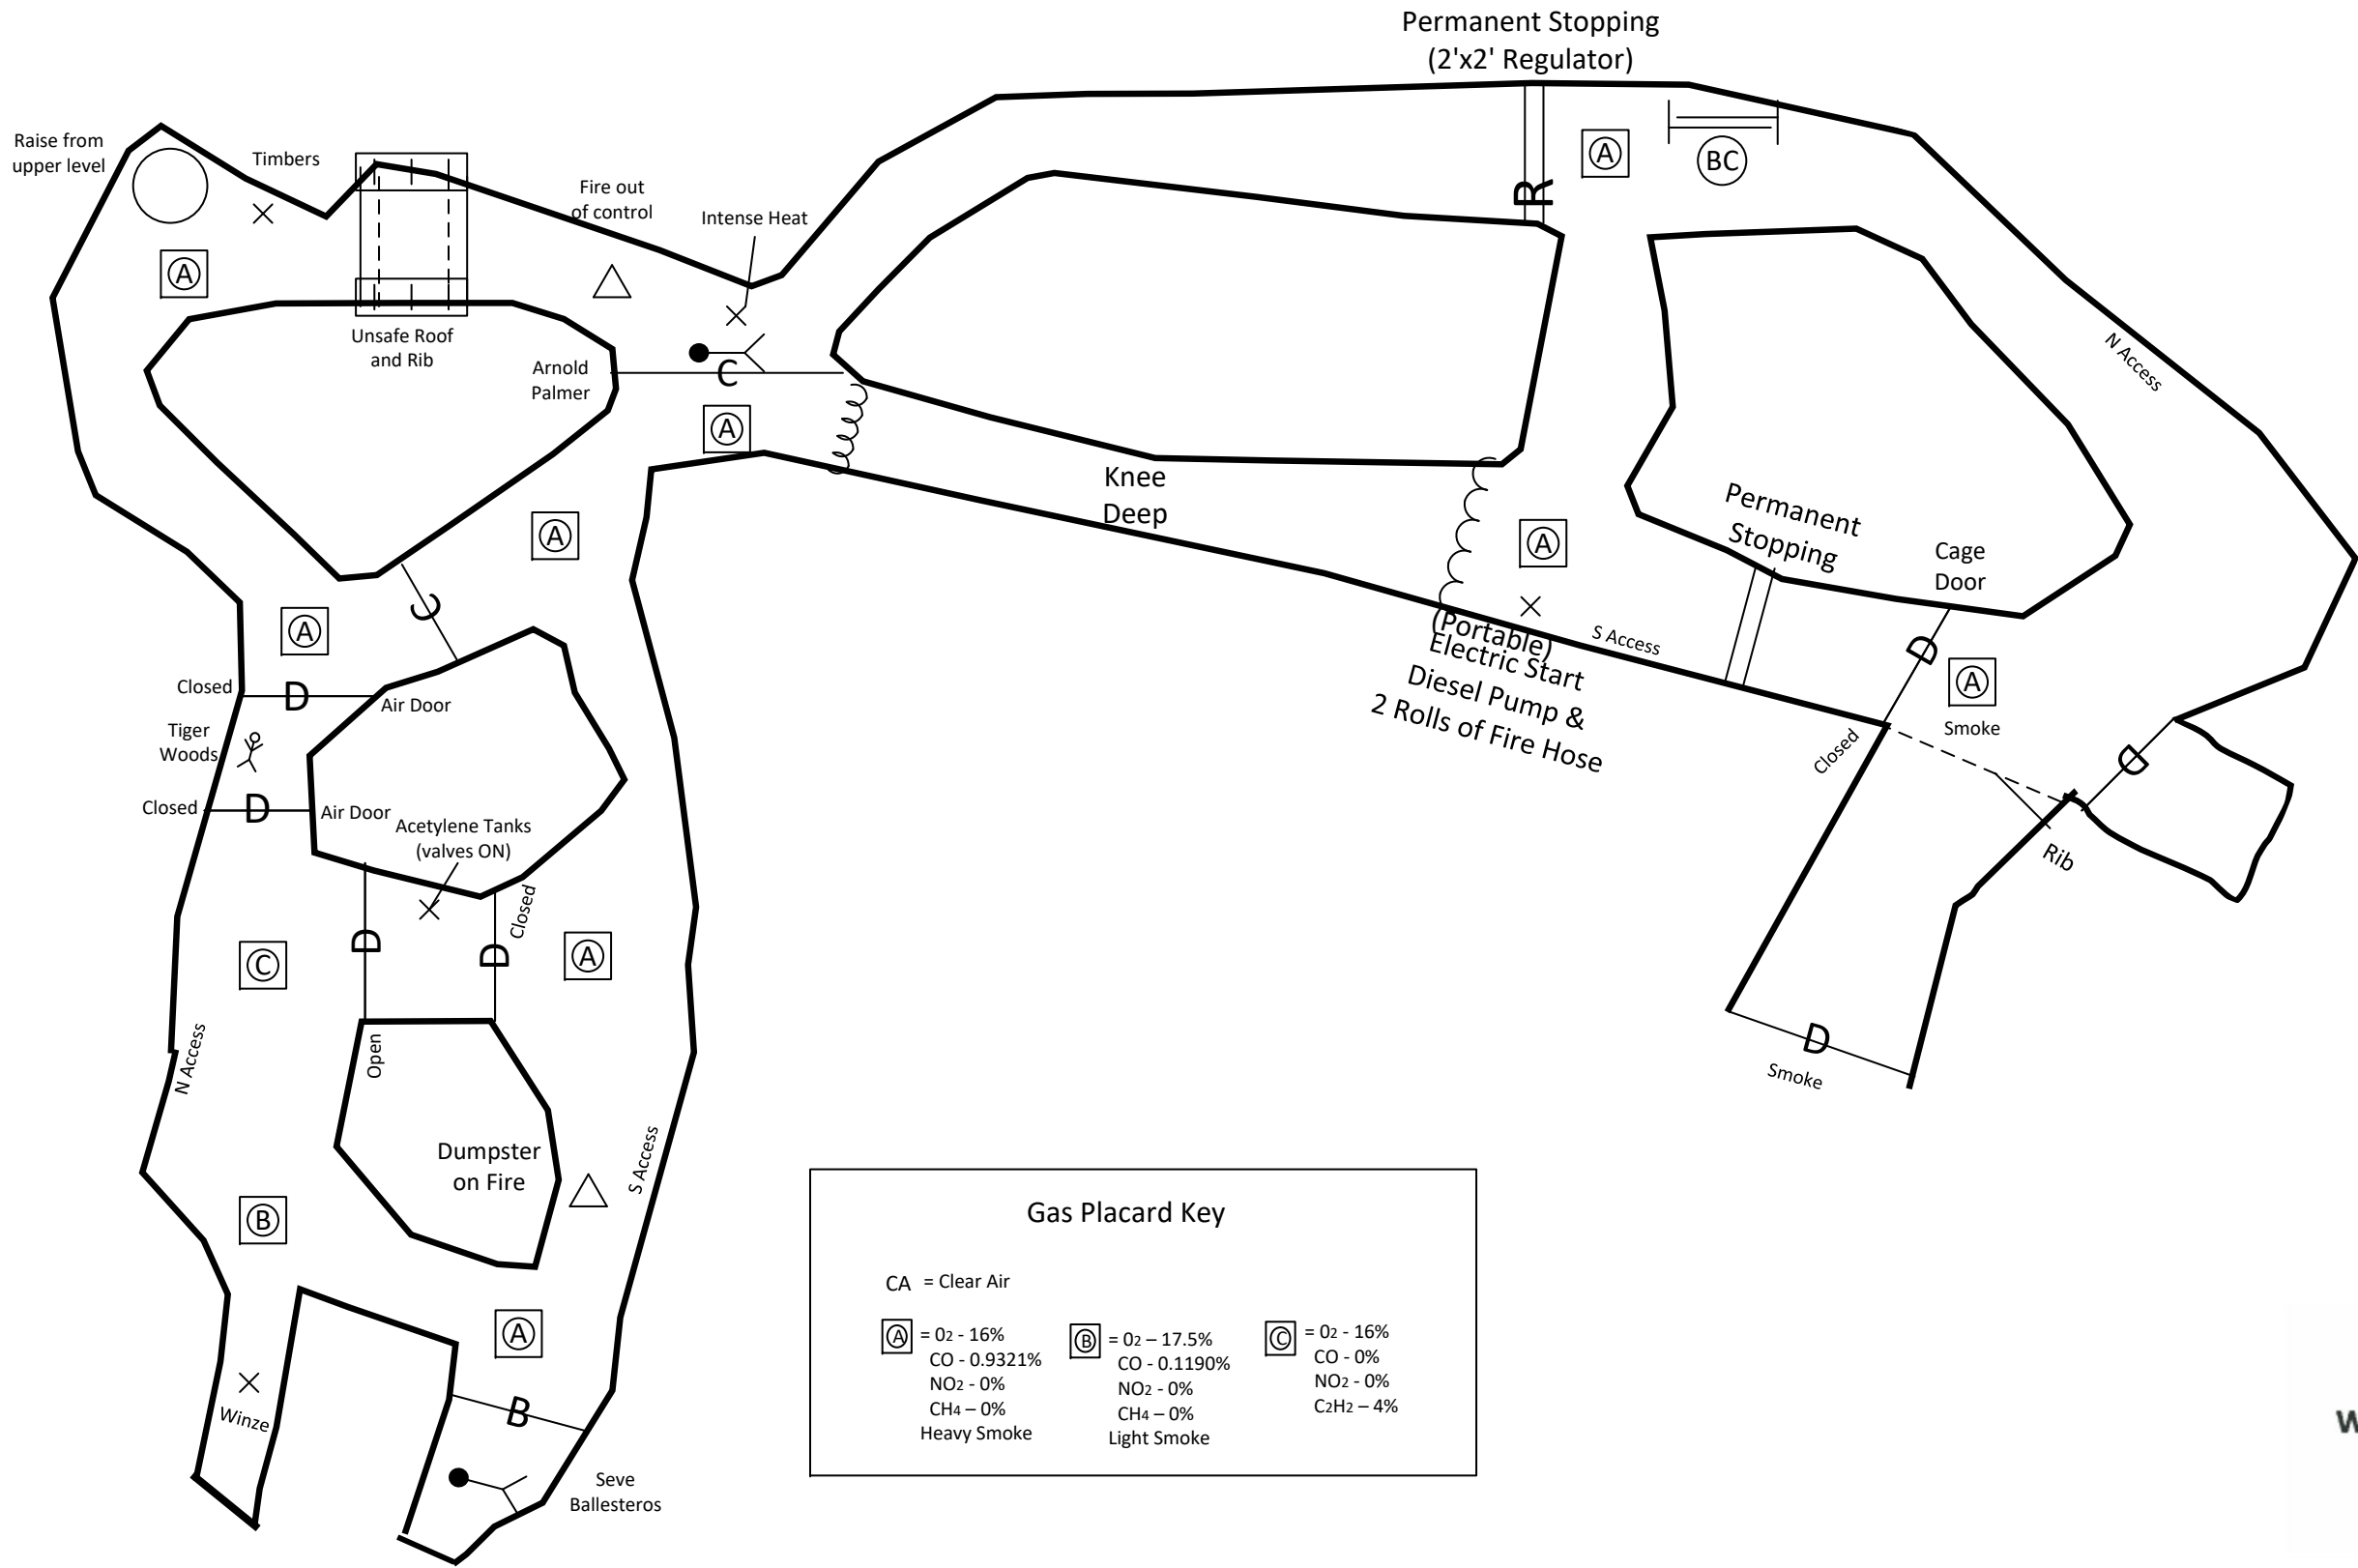 Permanent Stopping
(2'x2' Regulator)
Raise from
upper level
Timbers
Fire out
of control
Intense Heat
A
BC
R
A
Unsafe Roof
and Rib
Arnold
Palmer
C
A
N Access
Knee
Deep
Permanent
Stopping
A
A
Cage
Door
C
A
(Portable)
Electric Start
Diesel Pump &
2 Rolls of Fire Hose
S Access
D
A
Smoke
Closed
D
Rib
Closed
D
Air Door
Tiger
Woods
Closed
D
Air Door
Acetylene Tanks
(valves ON)
Closed
D
D
A
C
Open
N Access
D
Smoke
Dumpster
on Fire
S Access
B
A
Winze
B
Seve
Ballesteros
Gas Placard Key
CA = Clear Air
A = 02 - 16%
CO - 0.9321%
NO2 - 0%
CH4 – 0%
Heavy Smoke
B = 02 – 17.5%
CO - 0.1190%
NO2 - 0%
CH4 – 0%
Light Smoke
C = 02 - 16%
CO - 0%
NO2 - 0%
C2H2 – 4%